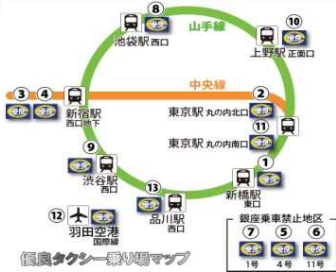 ⑧
池袋駅 西口
山手線
⑩
上野駅 正面口
中央線
③ ④
新宿駅
西口地下
②
東京駅 丸の内北口
⑪
東京駅 丸の内南口
⑨
渋谷駅
西口
①
新橋駅
東口
⑬
品川駅
西口
⑫
羽田空港
国際線
銀座乗車禁止地区
⑦ ⑤ ⑥
1号 4号 11号
優良タクシー乗り場マップ